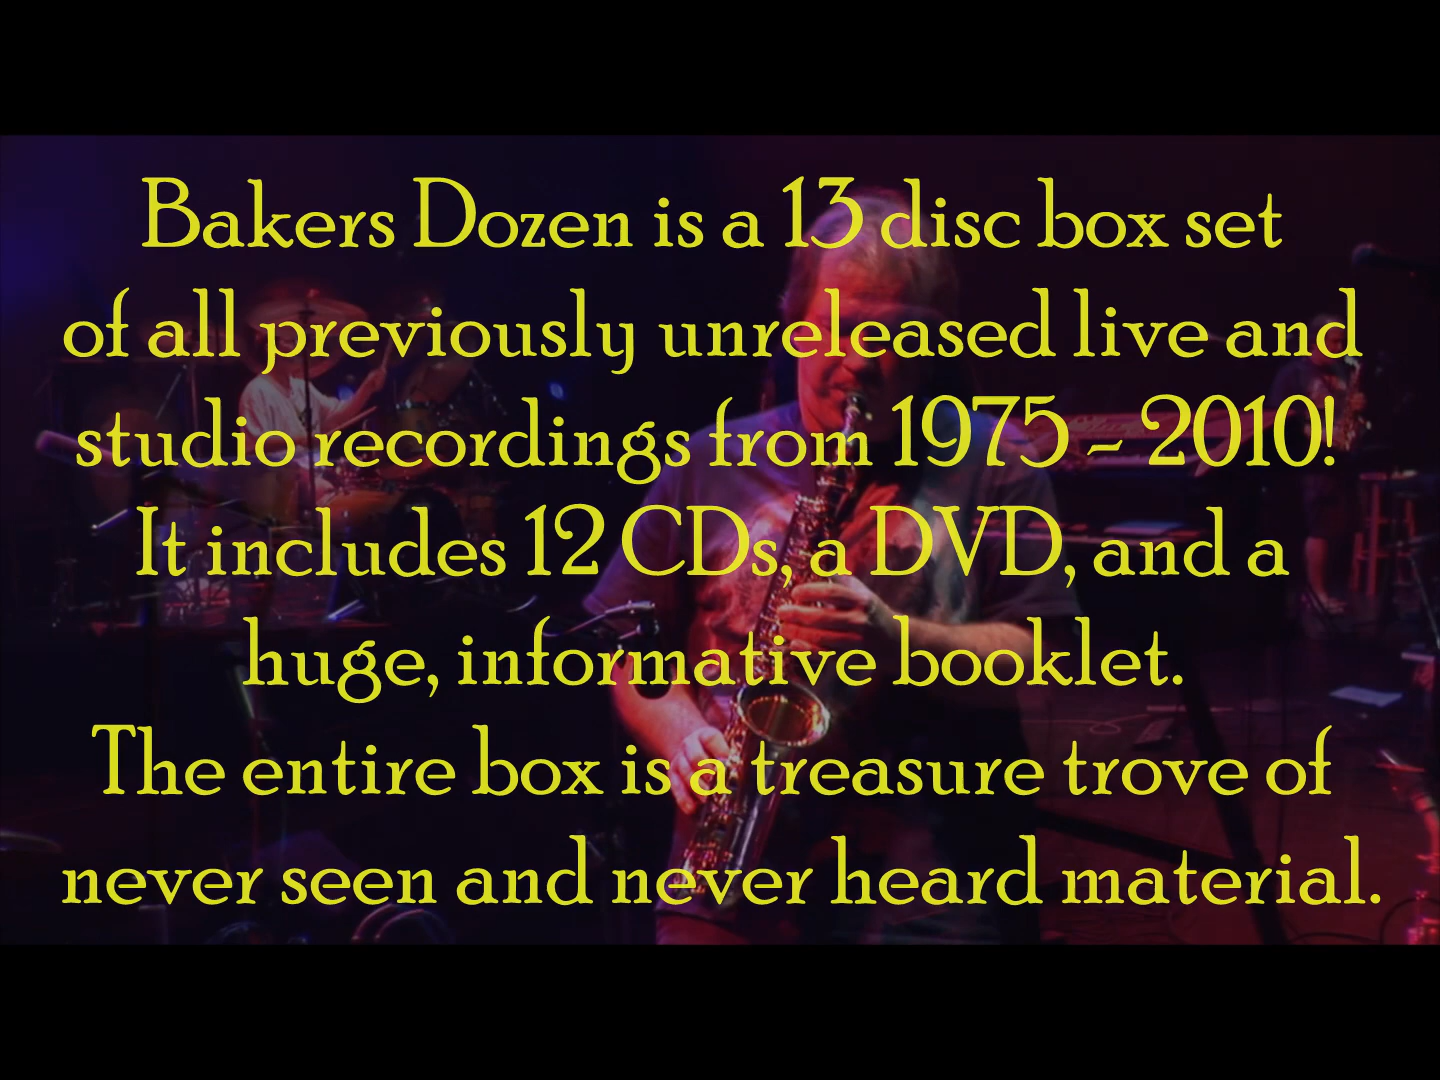 Bakers Dozen is a 13 disc box set
of all previously unreleased live and
studio recordings from 1975 - 2010!
It includes 12 CDs, a DVD, and a
huge, informative booklet.
The entire box is a treasure trove of
never seen and never heard material.